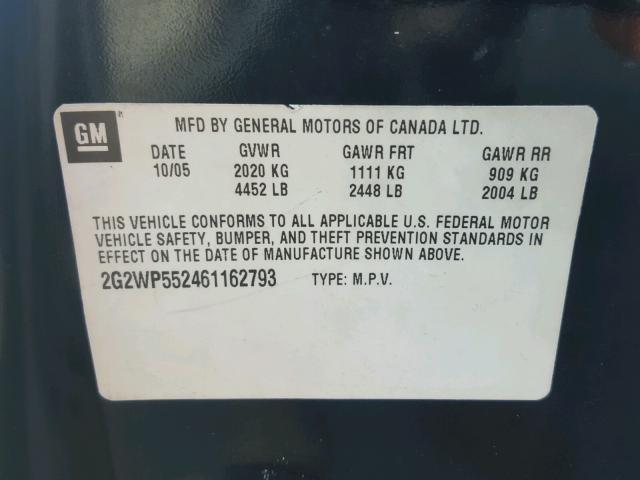 GM
MFD BY GENERAL MOTORS OF CANADA LTD.
DATE GVWR GAWR FRT GAWR RR
10/05 2020 KG 1111 KG 909 KG
4452 LB 2448 LB 2004 LB
THIS VEHICLE CONFORMS TO ALL APPLICABLE U.S. FEDERAL MOTOR
VEHICLE SAFETY, BUMPER, AND THEFT PREVENTION STANDARDS IN
EFFECT ON THE DATE OF MANUFACTURE SHOWN ABOVE.
2G2WP552461162793 TYPE: M.P.V.